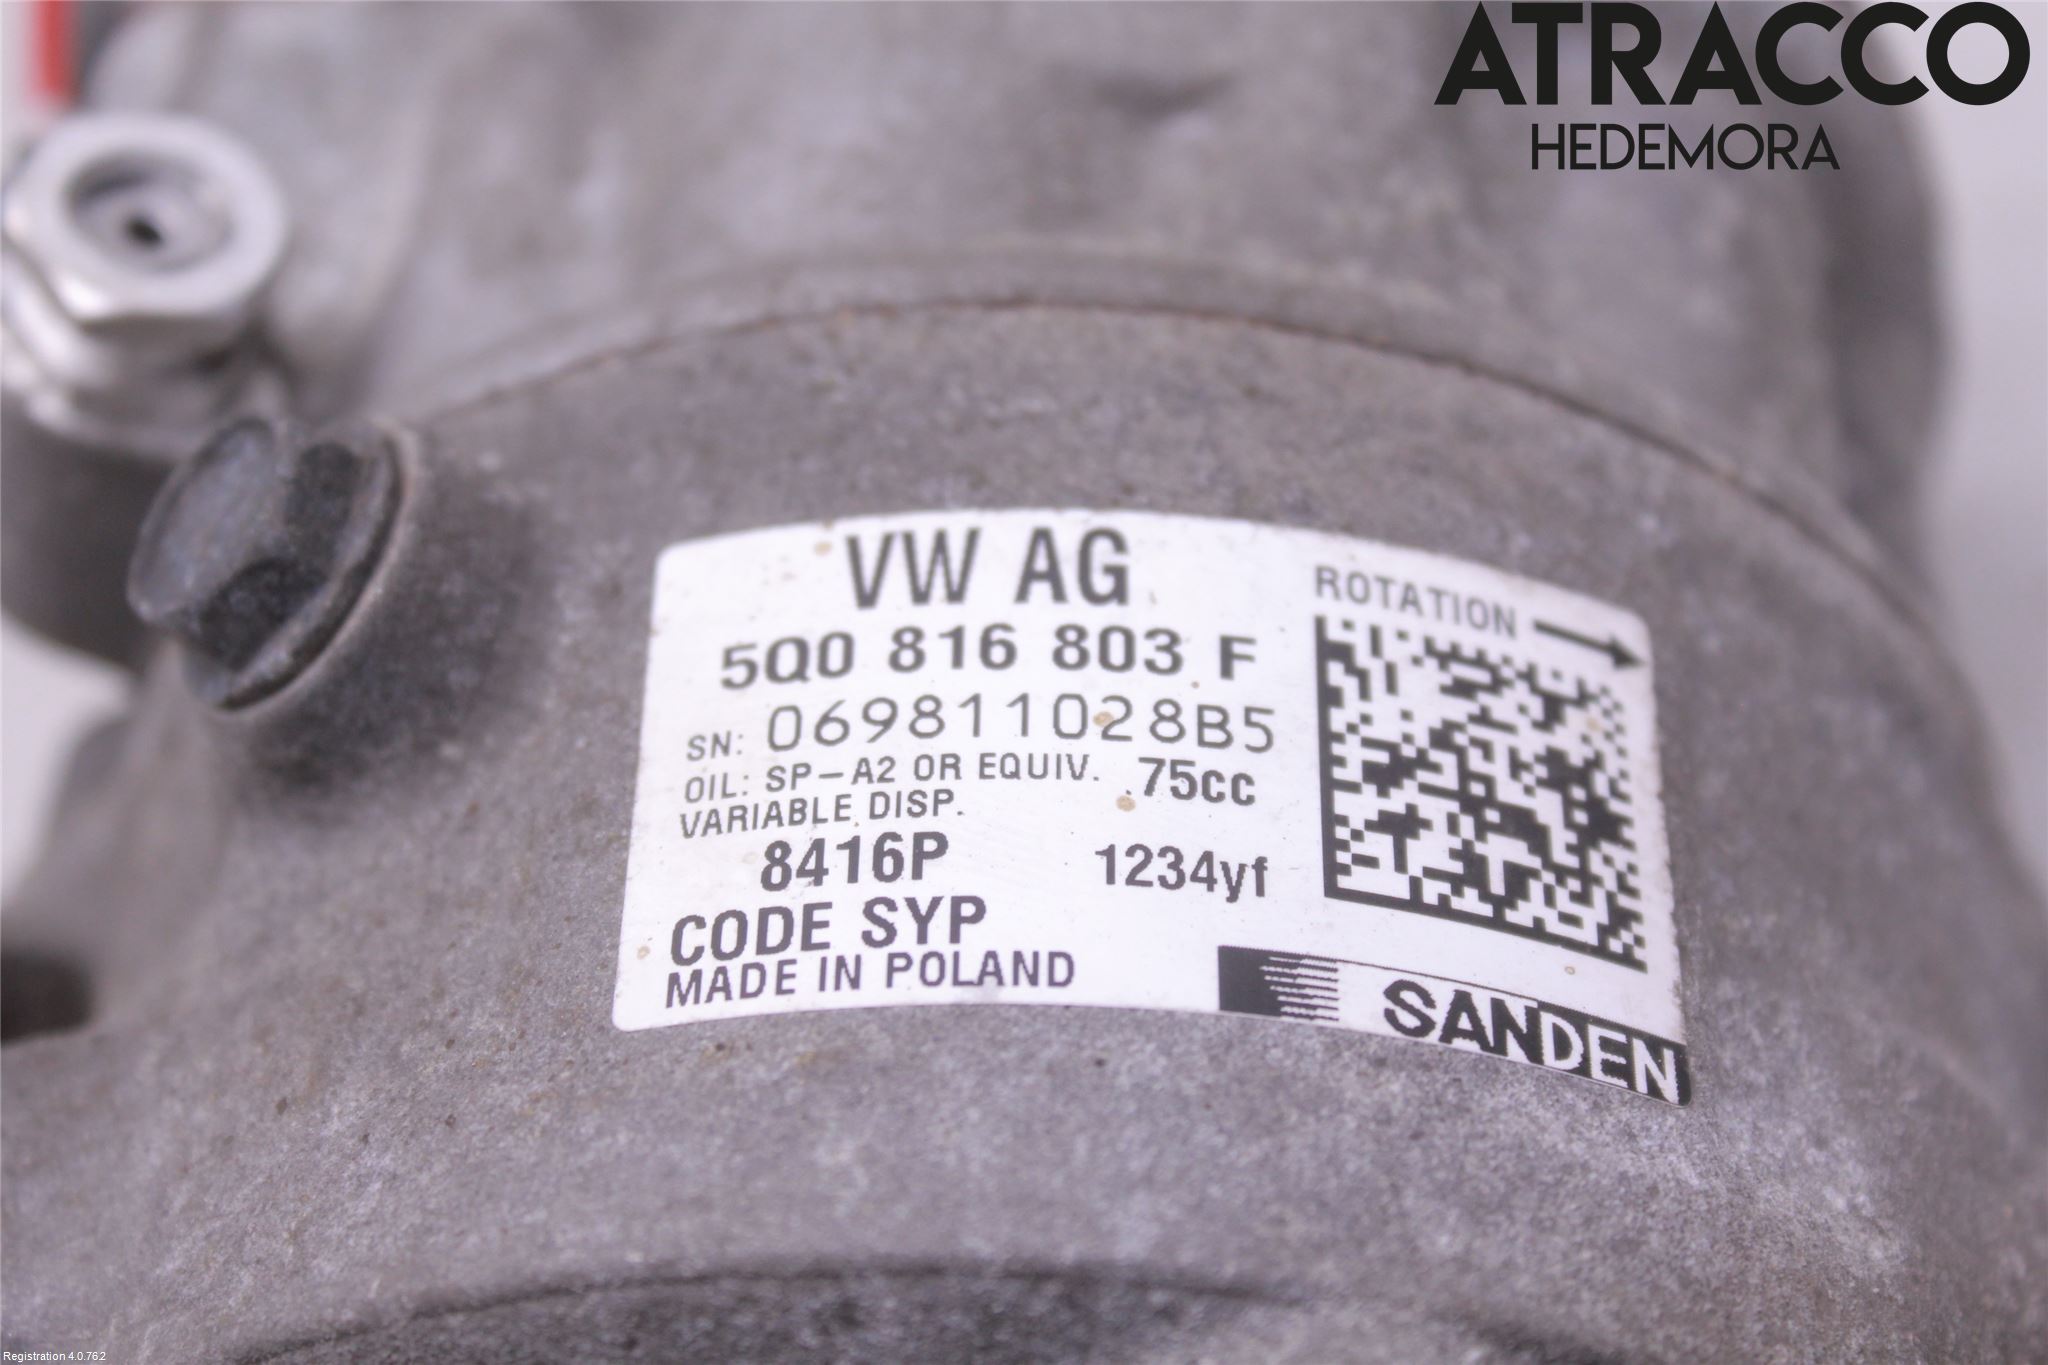 ATRACCO
HEDEMORA
VW AG
ROTATION
5Q0 816 803 F
SN: 069811028B5
OIL: SP-A2 OR EQUIV. .75cc
VARIABLE DISP.
8416P 1234yf
CODE SYP
MADE IN POLAND
SANDEN
Registration 4.0.762